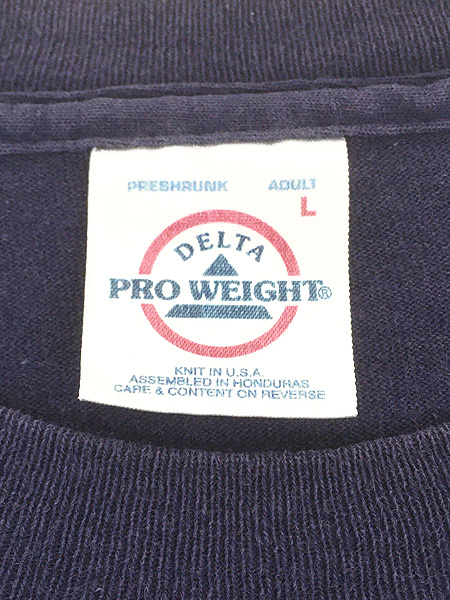 PRESHRUNK ADULT
L
DELTA
PRO WEIGHT®
KNIT IN U.S.A.
ASSEMBLED IN HONDURAS
CARE & CONTENT ON REVERSE